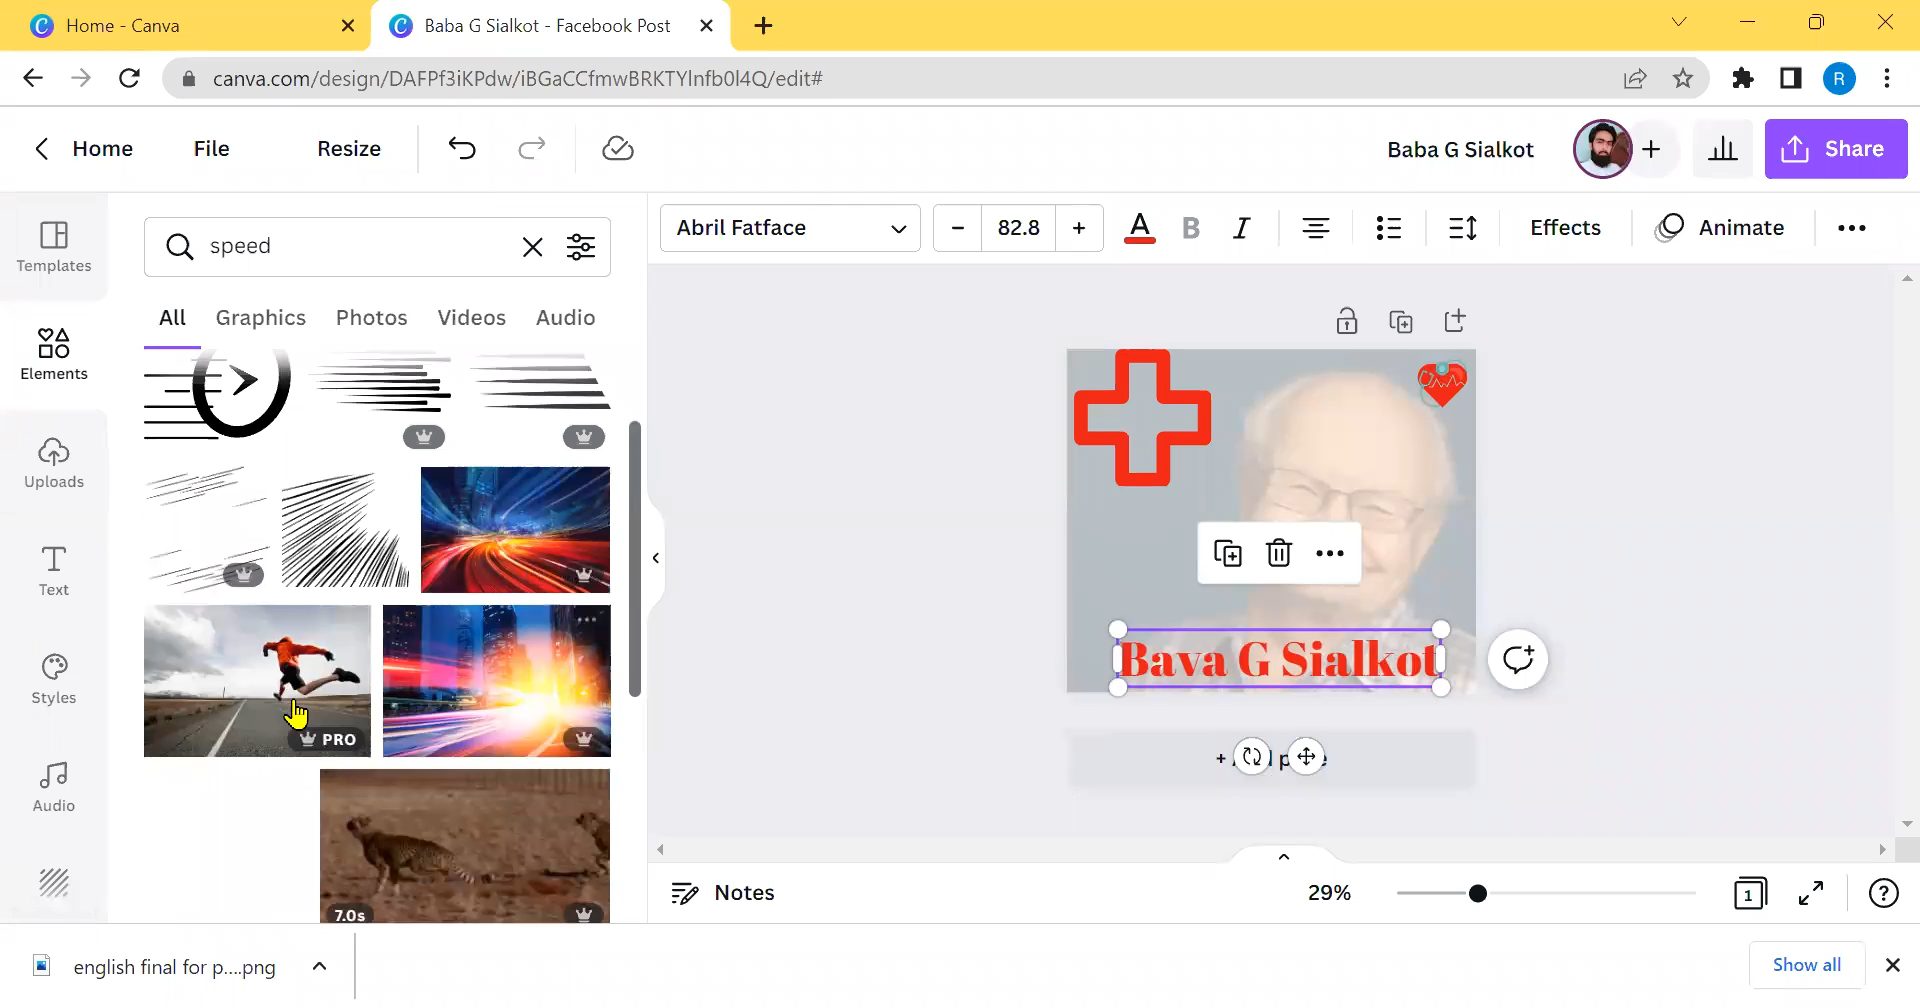 Home - Canva
Baba G Sialkot - Facebook Post
canva.com/design/DAFPf3iKPdw/iBGaCCfmwBRKTYlnfb0l4Q/edit#
R
Home
File
Resize
Baba G Sialkot
Share
Templates
Elements
Uploads
Text
Styles
Audio
speed
All
Graphics
Photos
Videos
Audio
PRO
7.0s
Abril Fatface
- 82.8 +
A
B
I
Effects
Animate
Bava G Sialkot
Notes
29%
1
english final for p....png
Show all